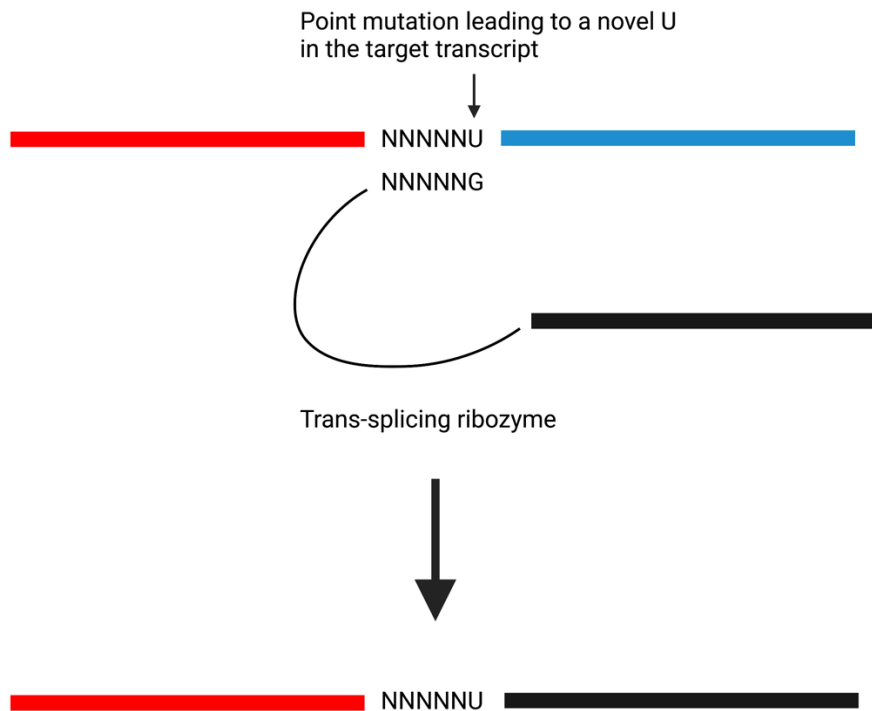 Point mutation leading to a novel U
in the target transcript
NNNNNU
NNNNNG
Trans-splicing ribozyme
NNNNNU